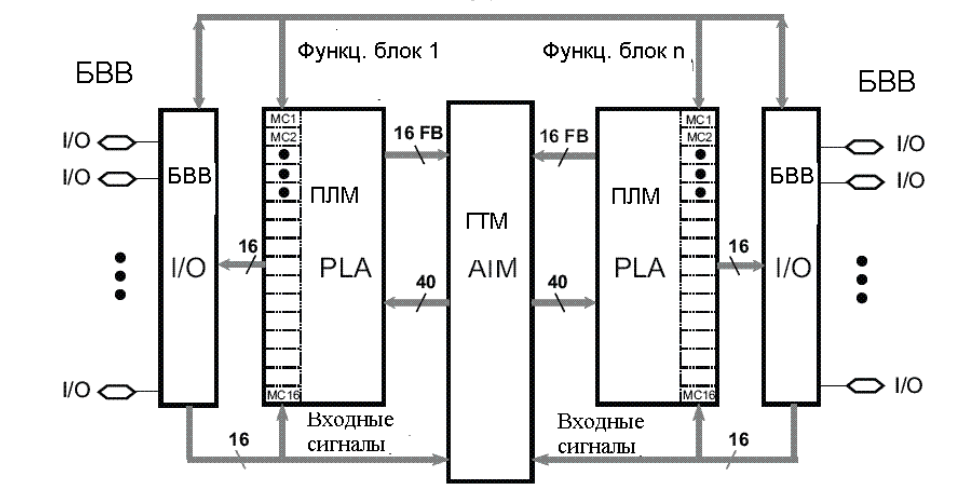 Функц. блок 1
Функц. блок n
БВВ
БВВ
I/O
I/O
I/O
БВВ
I/O
16
MC1
MC2
MC16
ПЛМ
PLA
16 FB
40
ГТМ
AIM
16 FB
40
ПЛМ
PLA
MC1
MC2
MC16
16
БВВ
I/O
I/O
I/O
I/O
16
Входные
сигналы
Входные
сигналы
16